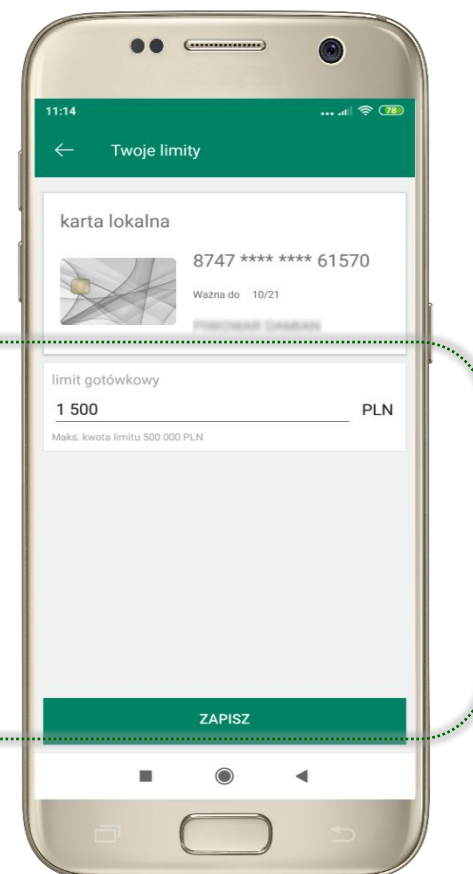 11:14
78
Twoje limity
karta lokalna
8747 **** **** 61570
Ważna do 10/21
limit gotówkowy
1 500 PLN
Maks. kwota limitu 500 000 PLN
ZAPISZ